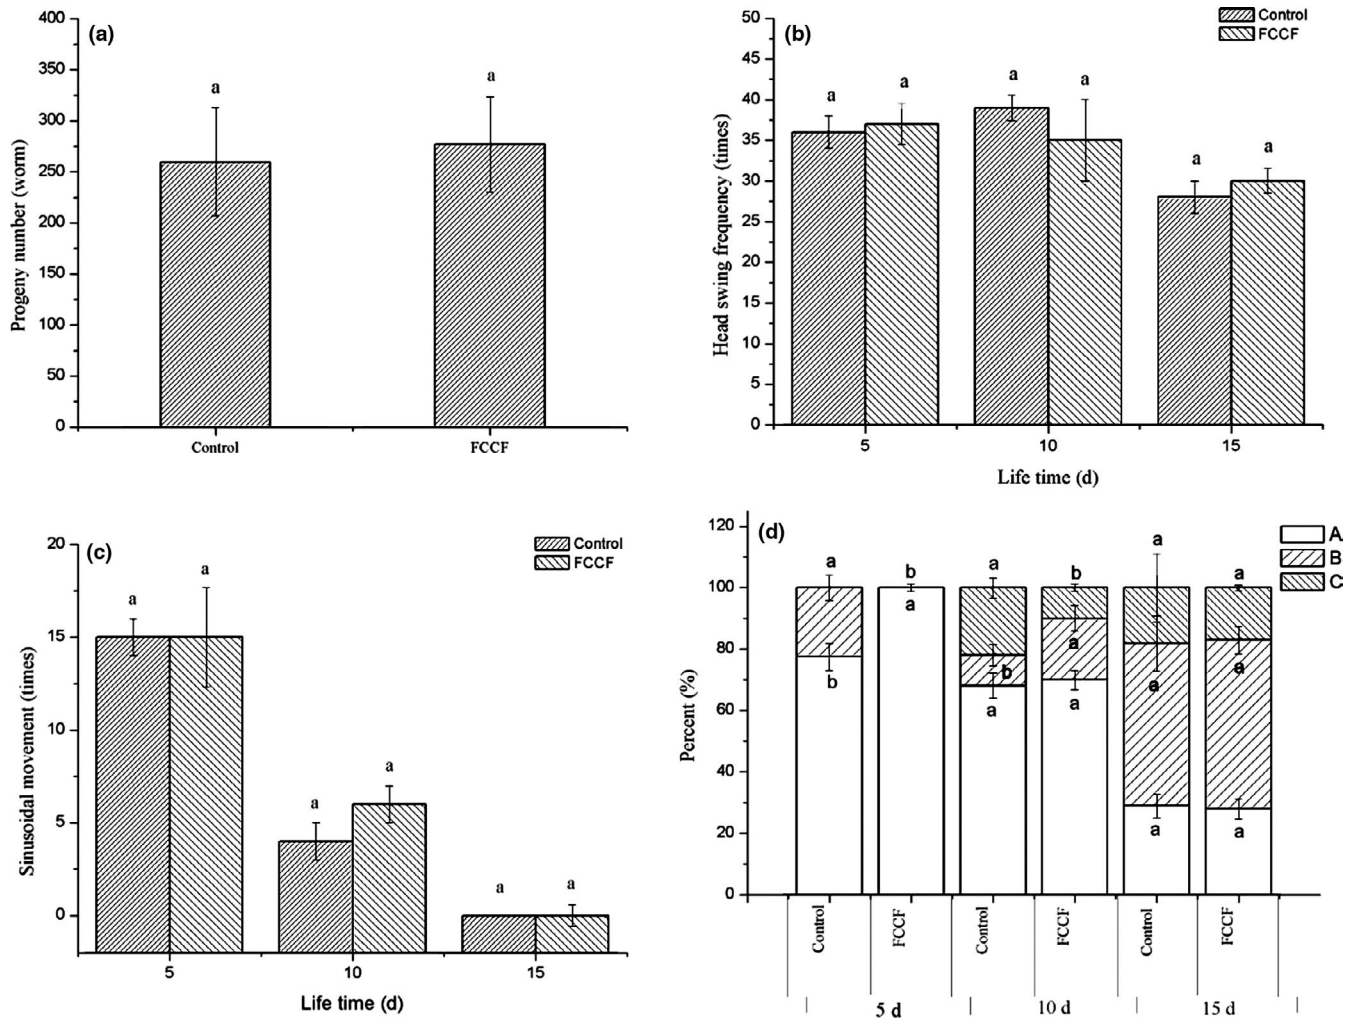 (a)
400
350
300
250
200
150
100
50
0
Progeny number (worm)
a
a
Control
FCCF
(b)
Control
FCCF
50
45
40
35
30
25
20
15
10
5
0
Head swing frequency (times)
a
a
a
a
a
a
5
10
15
Life time (d)
(c)
Control
FCCF
20
15
10
5
0
Sinusoidal movement (times)
a
a
a
a
a
a
5
10
15
Life time (d)
(d)
A
B
C
120
100
80
60
40
20
0
Percent (%)
a
b
a
b
a
a
b
a
a
b
a
a
a
a
a
a
a
Control
FCCF
Control
FCCF
Control
FCCF
5 d
10 d
15 d